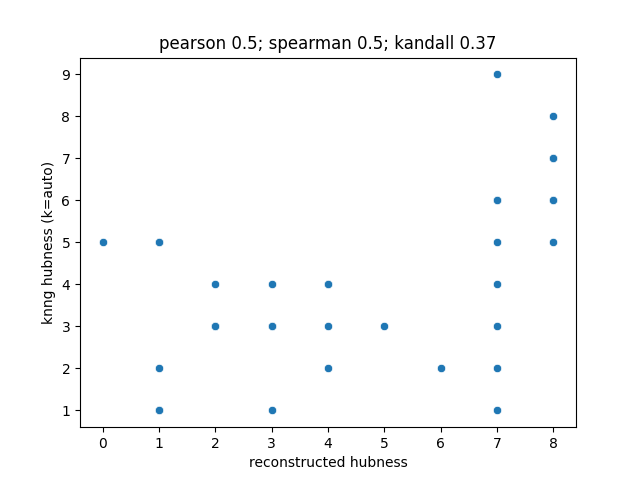 pearson 0.5; spearman 0.5; kandall 0.37
knng hubness (k=auto)
9
8
7
6
5
4
3
2
1
0 1 2 3 4 5 6 7 8
reconstructed hubness